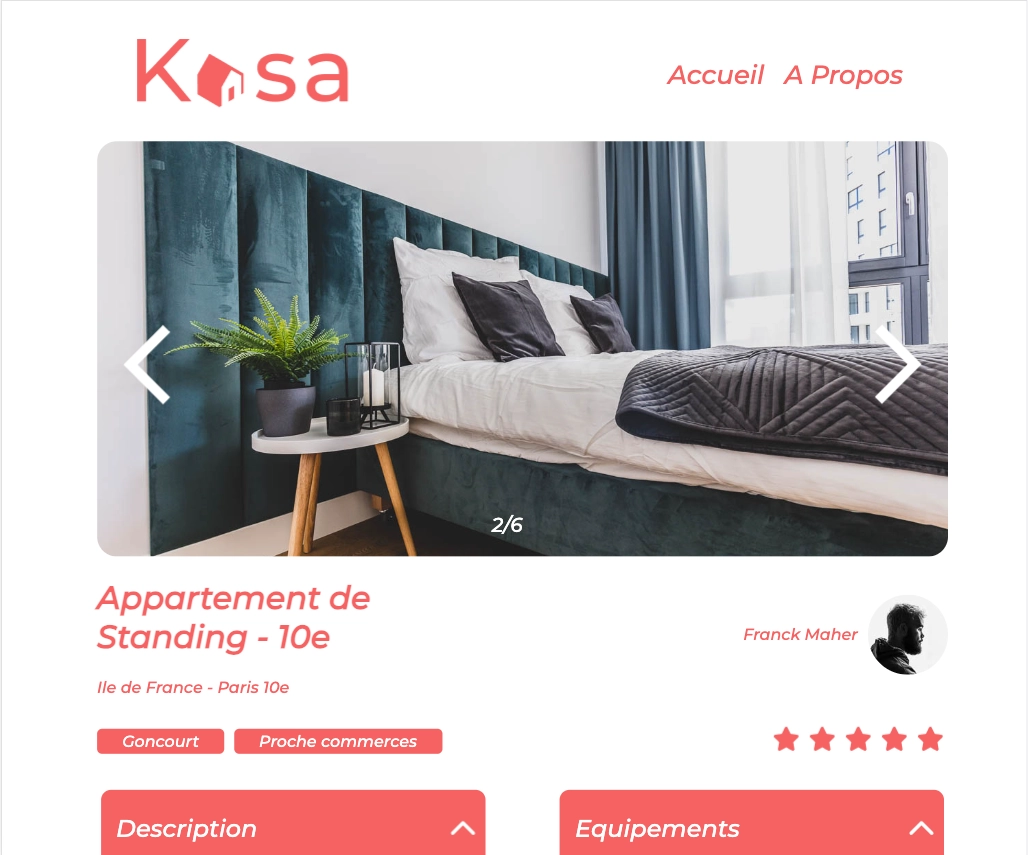 Kasa
Accueil A Propos
2/6
Appartement de
Standing - 10e
Franck Maher
Ile de France - Paris 10e
Goncourt Proche commerces
Description Equipements